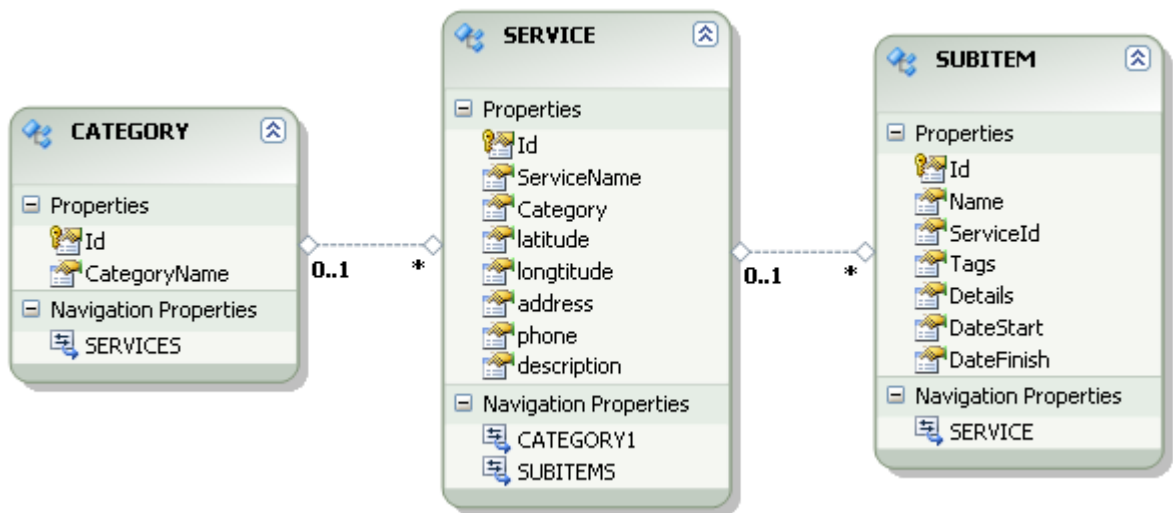 CATEGORY
Properties
Id
CategoryName
Navigation Properties
SERVICES
0..1
*
SERVICE
Properties
Id
ServiceName
Category
latitude
longtitude
address
phone
description
Navigation Properties
CATEGORY1
SUBITEMS
0..1
*
SUBITEM
Properties
Id
Name
ServiceId
Tags
Details
DateStart
DateFinish
Navigation Properties
SERVICE